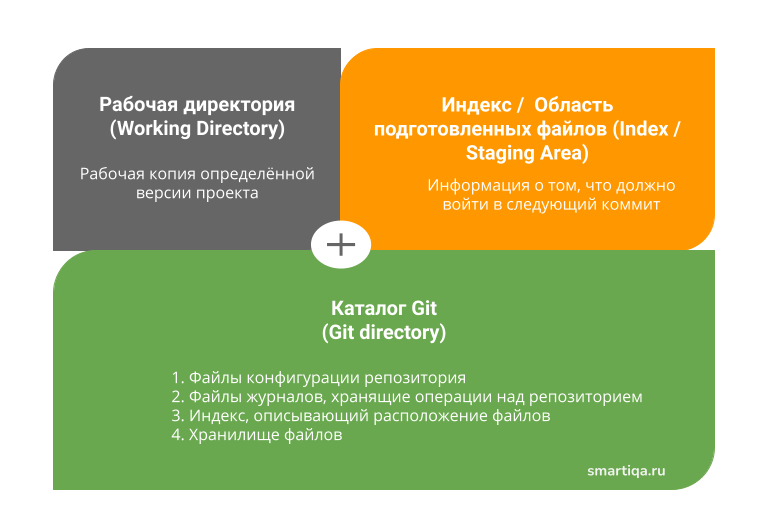 Рабочая директория
(Working Directory)
Рабочая копия определённой
версии проекта
Индекс / Область
подготовленных файлов (Index /
Staging Area)
Информация о том, что должно
войти в следующий коммит
Каталог Git
(Git directory)
1. Файлы конфигурации репозитория
2. Файлы журналов, хранящие операции над репозиторием
3. Индекс, описывающий расположение файлов
4. Хранилище файлов
smartiqa.ru